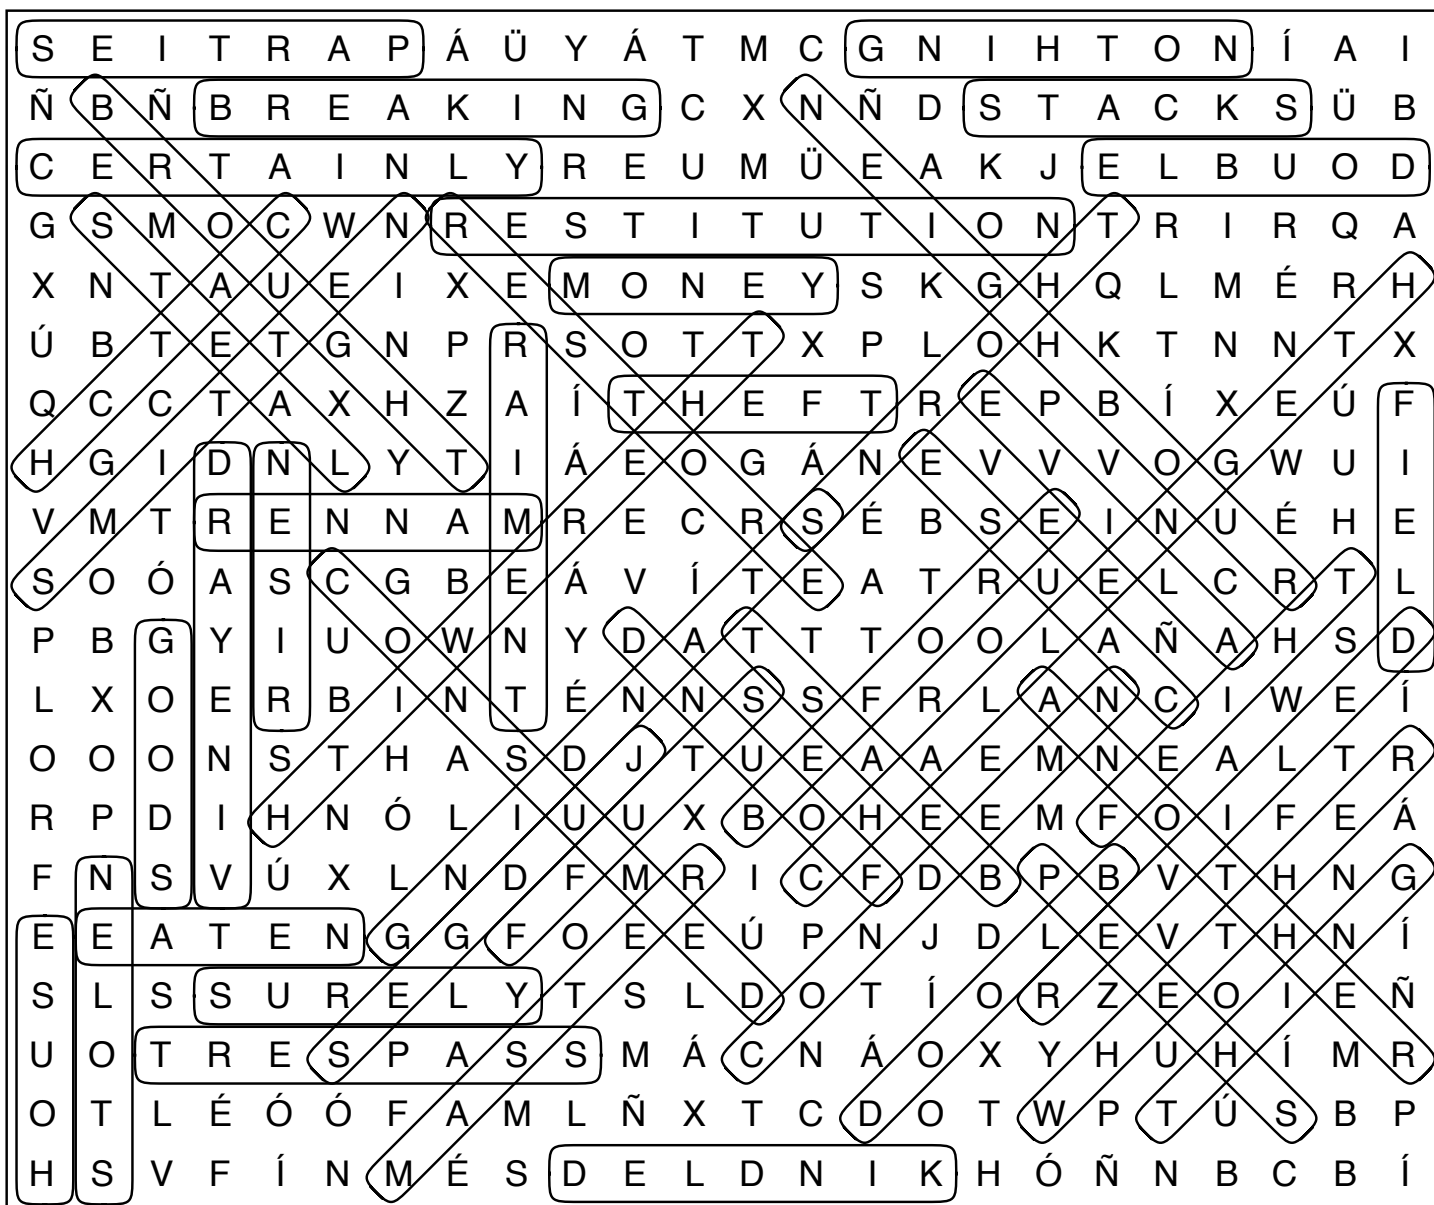 S E I T R A P Á Ü Y Á T M C G N I H T O N Í A I
Ñ B Ñ B R E A K I N G C X N Ñ D S T A C K S Ü B
C E R T A I N L Y R E U M Ü E A K J E L B U O D
G S M O C W N R E S T I T U T I O N T R I R Q A
X N T A U E I X E M O N E Y S K G H Q L M É R H
Ú B T E T G N P R S O T T X P L O H K T N N T X
Q C C T A X H Z A Í T H E F T R E P B Í X E Ú F
H G I D N L Y T I Á E O G Á N E V V V O G W U I
V M T R E N N A M R E C R S É B S E I N U É H E
S O Ó A S C G B E Á V Í T E A T R U E L C R T L
P B G Y I U O W N Y D A T T T O O L A Ñ A H S D
L X O E R B I N T É N N S S F R L A N C I W E Í
O O O N S T H A S D J T U E A A E M N E A L T R
R P D I H N Ó L I U U X B O H E E M F O I F E Á
F N S V Ú X L N D F M R I C F D B P B V T H N G
E E A T E N G G F O E E Ú P N J D L E V T H N Í
S L S S U R E L Y T S L D O T Í O R Z E O I E Ñ
U O T R E S P A S S M Á C N Á O X Y H U H Í M R
O T L É Ó Ó F A M L Ñ X T C D O T W P T Ú S B P
H S V F Í N M É S D E L D N I K H Ó Ñ N B C B Í